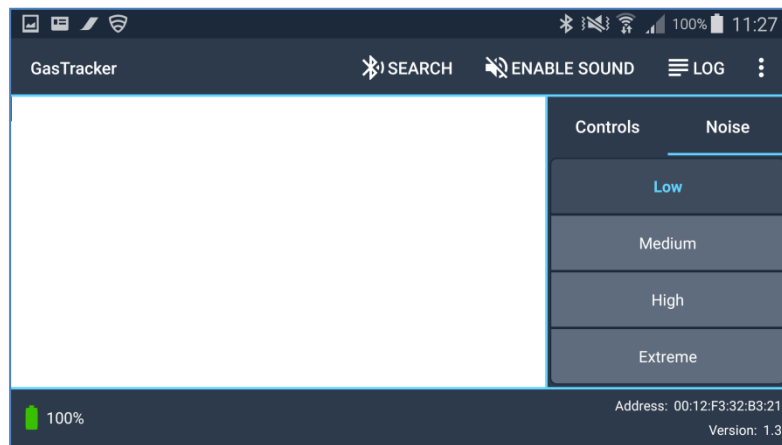 100% 11:27
GasTracker SEARCH ENABLE SOUND LOG
Controls Noise
Low
Medium
High
Extreme
100%
Address: 00:12:F3:32:B3:21
Version: 1.3